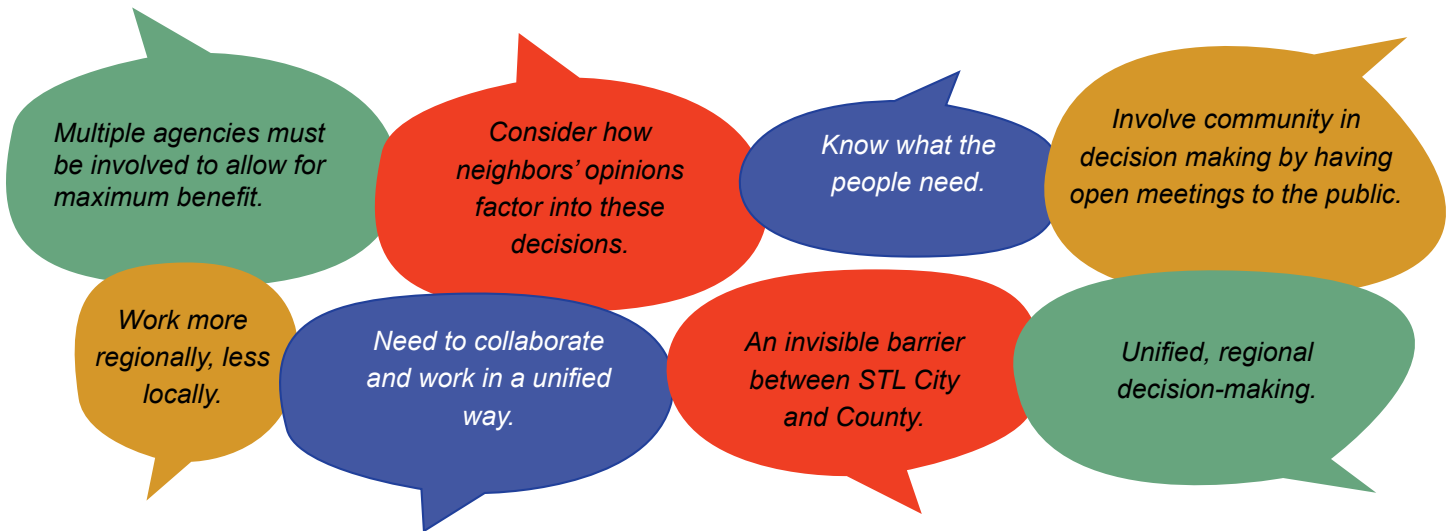 Multiple agencies must
be involved to allow for
maximum benefit.
Consider how
neighbors’ opinions
factor into these
decisions.
Know what the
people need.
Involve community in
decision making by having
open meetings to the public.
Work more
regionally, less
locally.
Need to collaborate
and work in a unified
way.
An invisible barrier
between STL City
and County.
Unified, regional
decision-making.